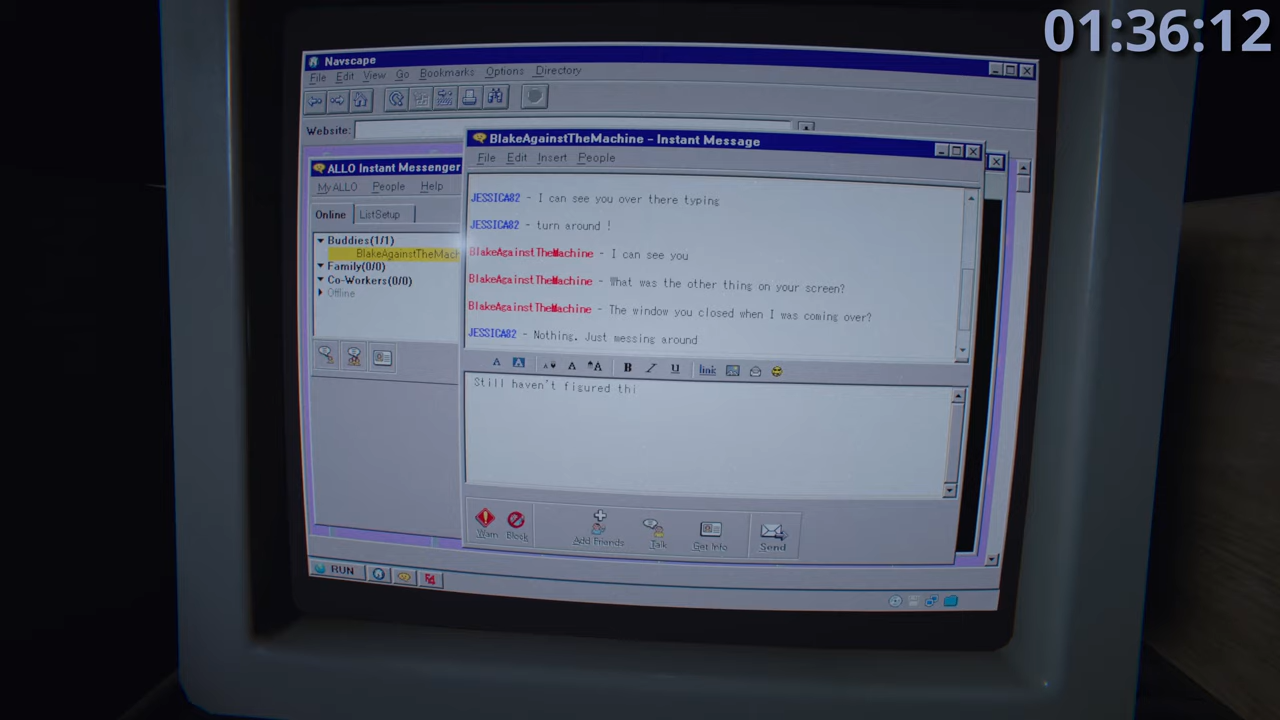 01:36:12
Navscape
File Edit View Go Bookmarks Options Directory
Website:
ALLO Instant Messenger
MyALLO People Help
Online ListSetup
Buddies(1/1)
BlakeAgainstTheMach
Family(0/0)
Co-Workers(0/0)
Offline
BlakeAgainstTheMachine - Instant Message
File Edit Insert People
JESSICA82 - I can see you over there typing
JESSICA82 - turn around !
BlakeAgainstTheMachine - I can see you
BlakeAgainstTheMachine - What was the other thing on your screen?
BlakeAgainstTheMachine - The window you closed when I was coming over?
JESSICA82 - Nothing. Just messing around
A A A A A B I U link
Still haven't figured thi
Warn Block Add Friends Talk Get Info Send
RUN